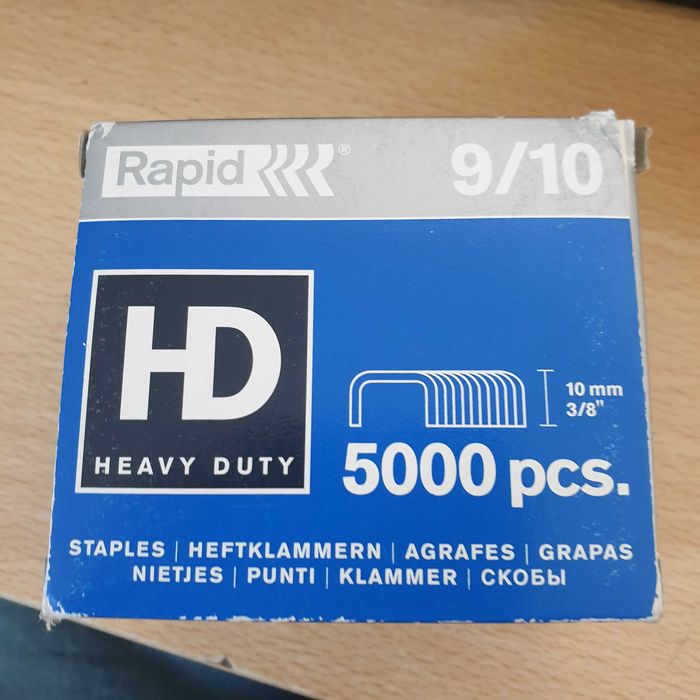 Rapid ® 9/10
HD
HEAVY DUTY
10 mm
3/8"
5000 pcs.
STAPLES | HEFTKLAMMERN | AGRAFES | GRAPAS
NIETJES | PUNTI | KLAMMER | СКОБЫ